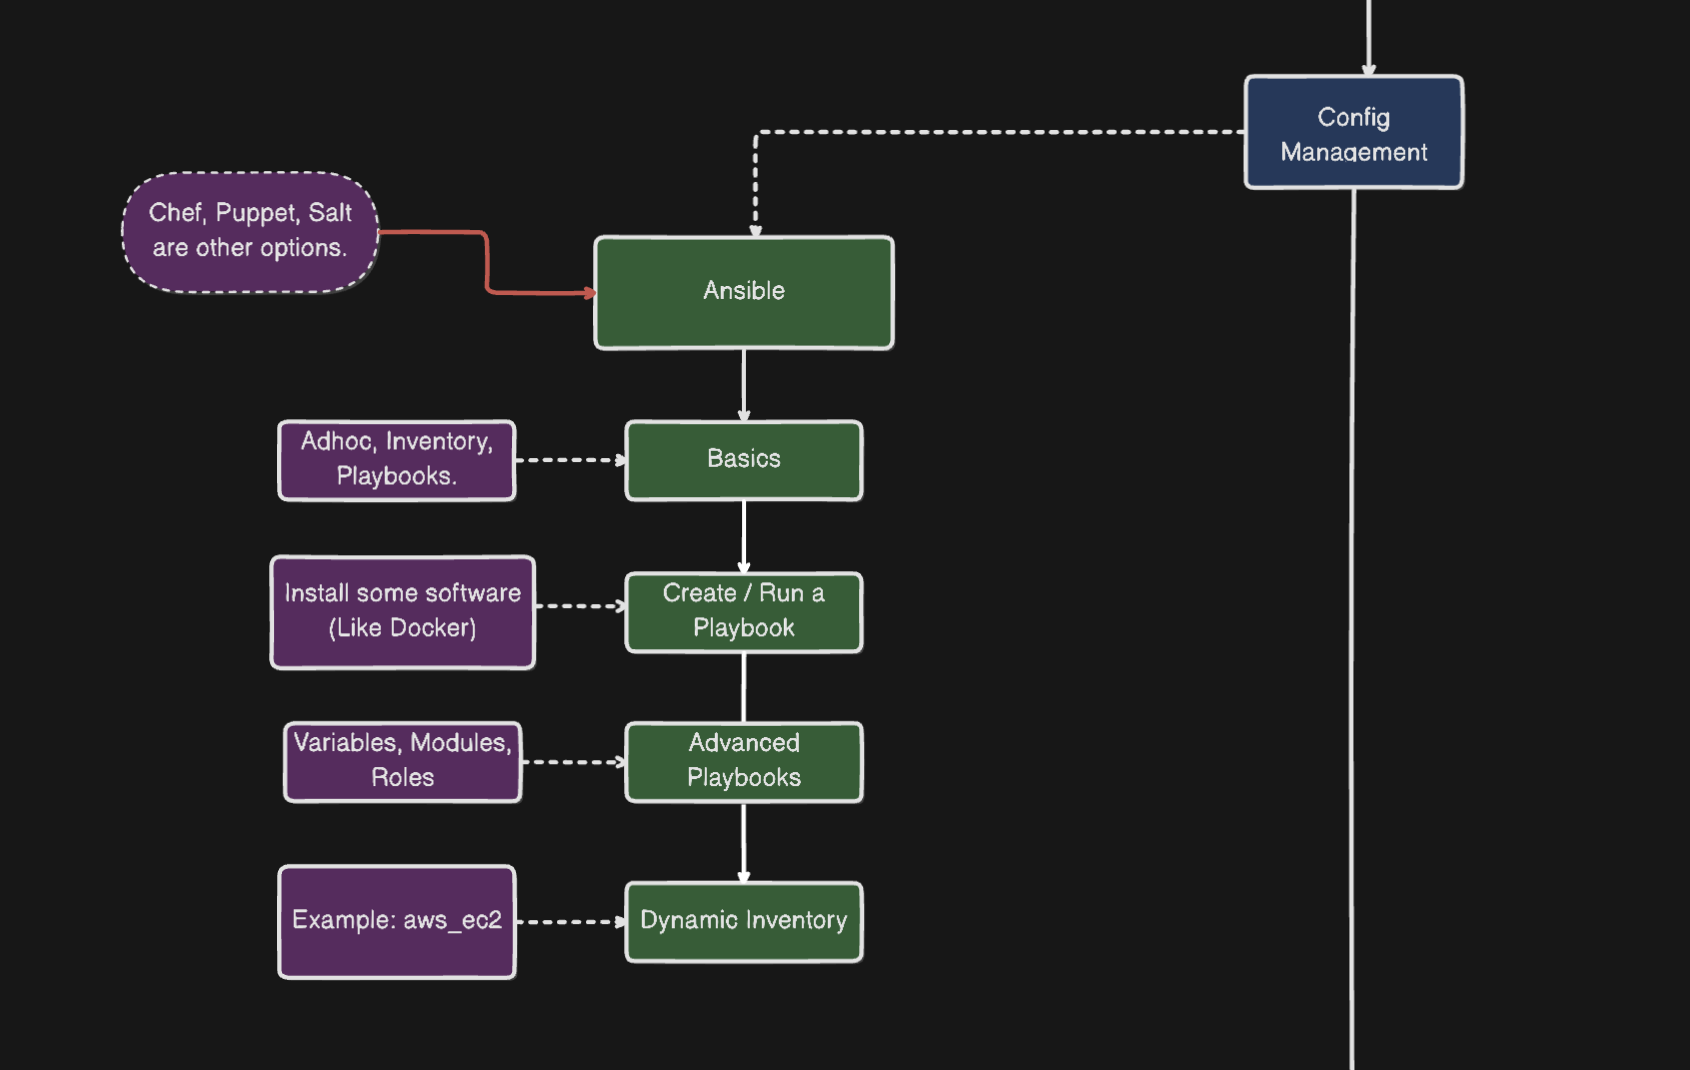 Config
Management
Chef, Puppet, Salt
are other options.
Ansible
Adhoc, Inventory,
Playbooks.
Basics
Install some software
(Like Docker)
Create / Run a
Playbook
Variables, Modules,
Roles
Advanced
Playbooks
Example: aws_ec2
Dynamic Inventory